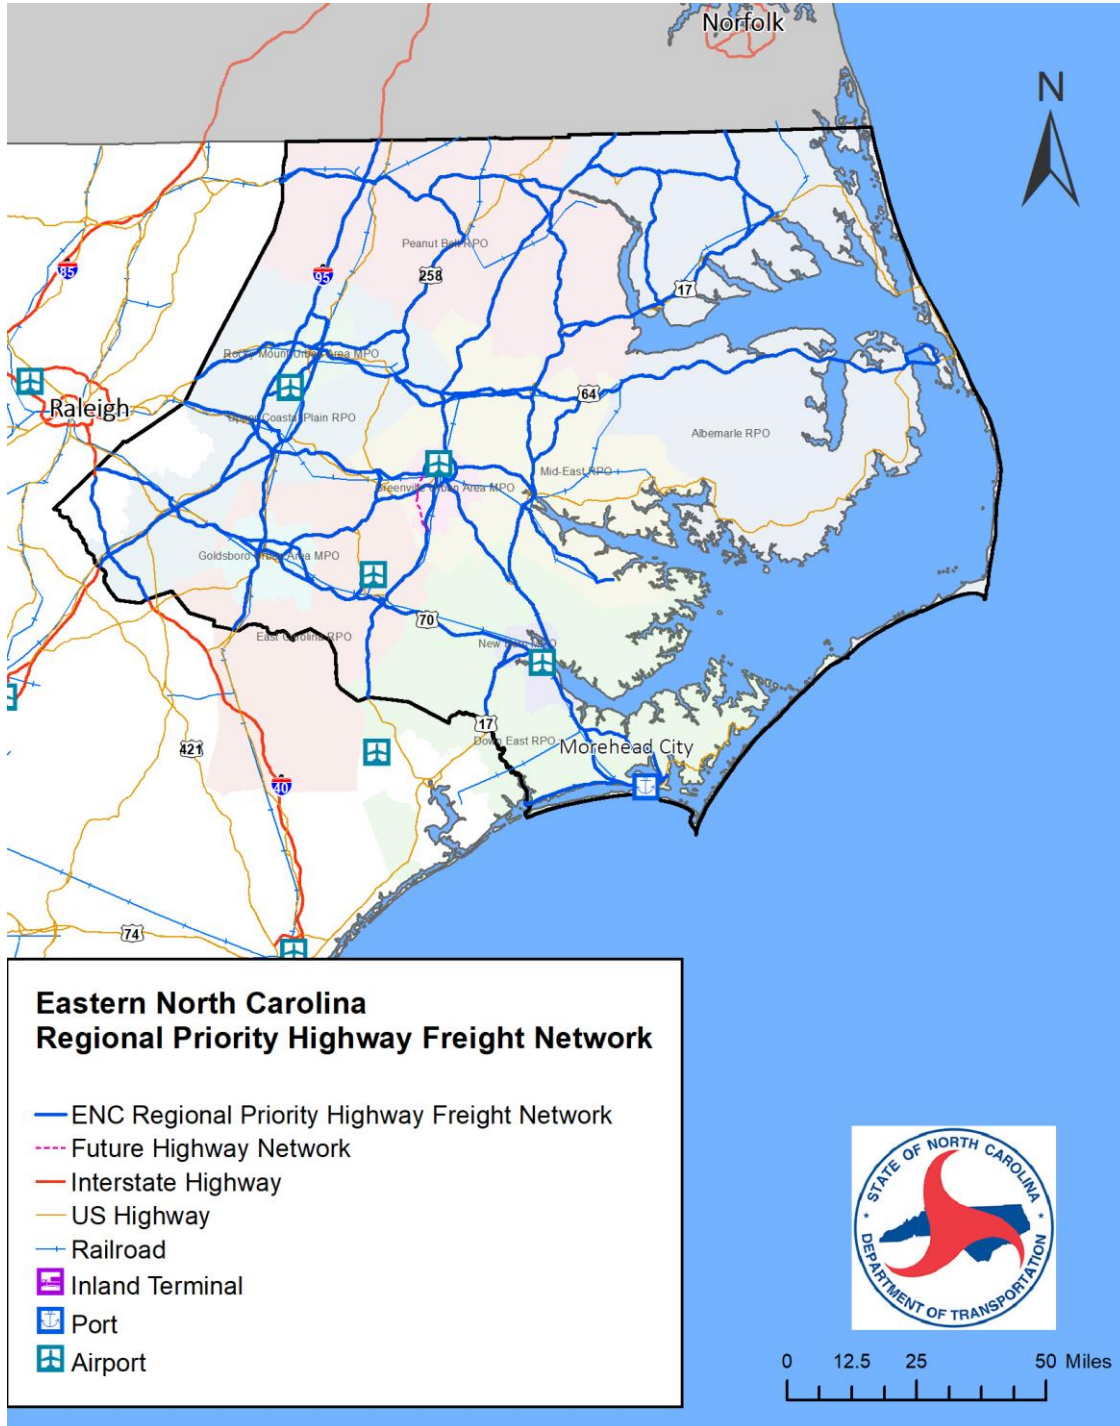 Norfolk
N
85
95
Peanut Belt RPO
258
17
Rocky Mount Urban Area MPO
Raleigh
Upper Coastal Plain RPO
64
Albemarle RPO
Mid-East RPO
Greenville Urban Area MPO
Goldsboro Urban Area MPO
70
East Carolina RPO
New Bern MPO
17
Down East RPO
Morehead City
421
40
74
Eastern North Carolina
Regional Priority Highway Freight Network
ENC Regional Priority Highway Freight Network
Future Highway Network
Interstate Highway
US Highway
Railroad
Inland Terminal
Port
Airport
STATE OF NORTH CAROLINA
DEPARTMENT OF TRANSPORTATION
0 12.5 25 50 Miles